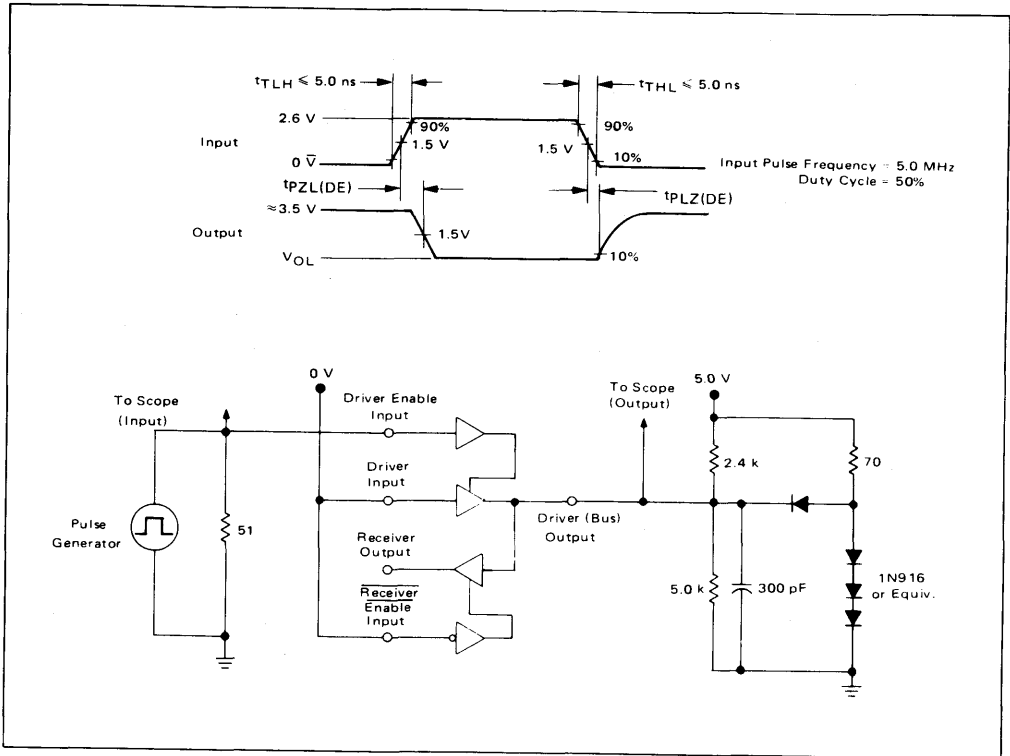 tTLH ≤ 5.0 ns
tTHL ≤ 5.0 ns
2.6 V
90%
90%
Input
1.5 V
1.5 V
0 V
10%
Input Pulse Frequency = 5.0 MHz
Duty Cycle = 50%
tPZL(DE)
tPLZ(DE)
≈3.5 V
1.5V
Output
VOL
10%
0 V
5.0 V
To Scope
(Input)
Driver Enable
Input
To Scope
(Output)
2.4 k
70
Driver
Input
Pulse
Generator
51
Driver (Bus)
Output
Receiver
Output
Receiver
Enable
Input
5.0 k
300 pF
1N916
or Equiv.